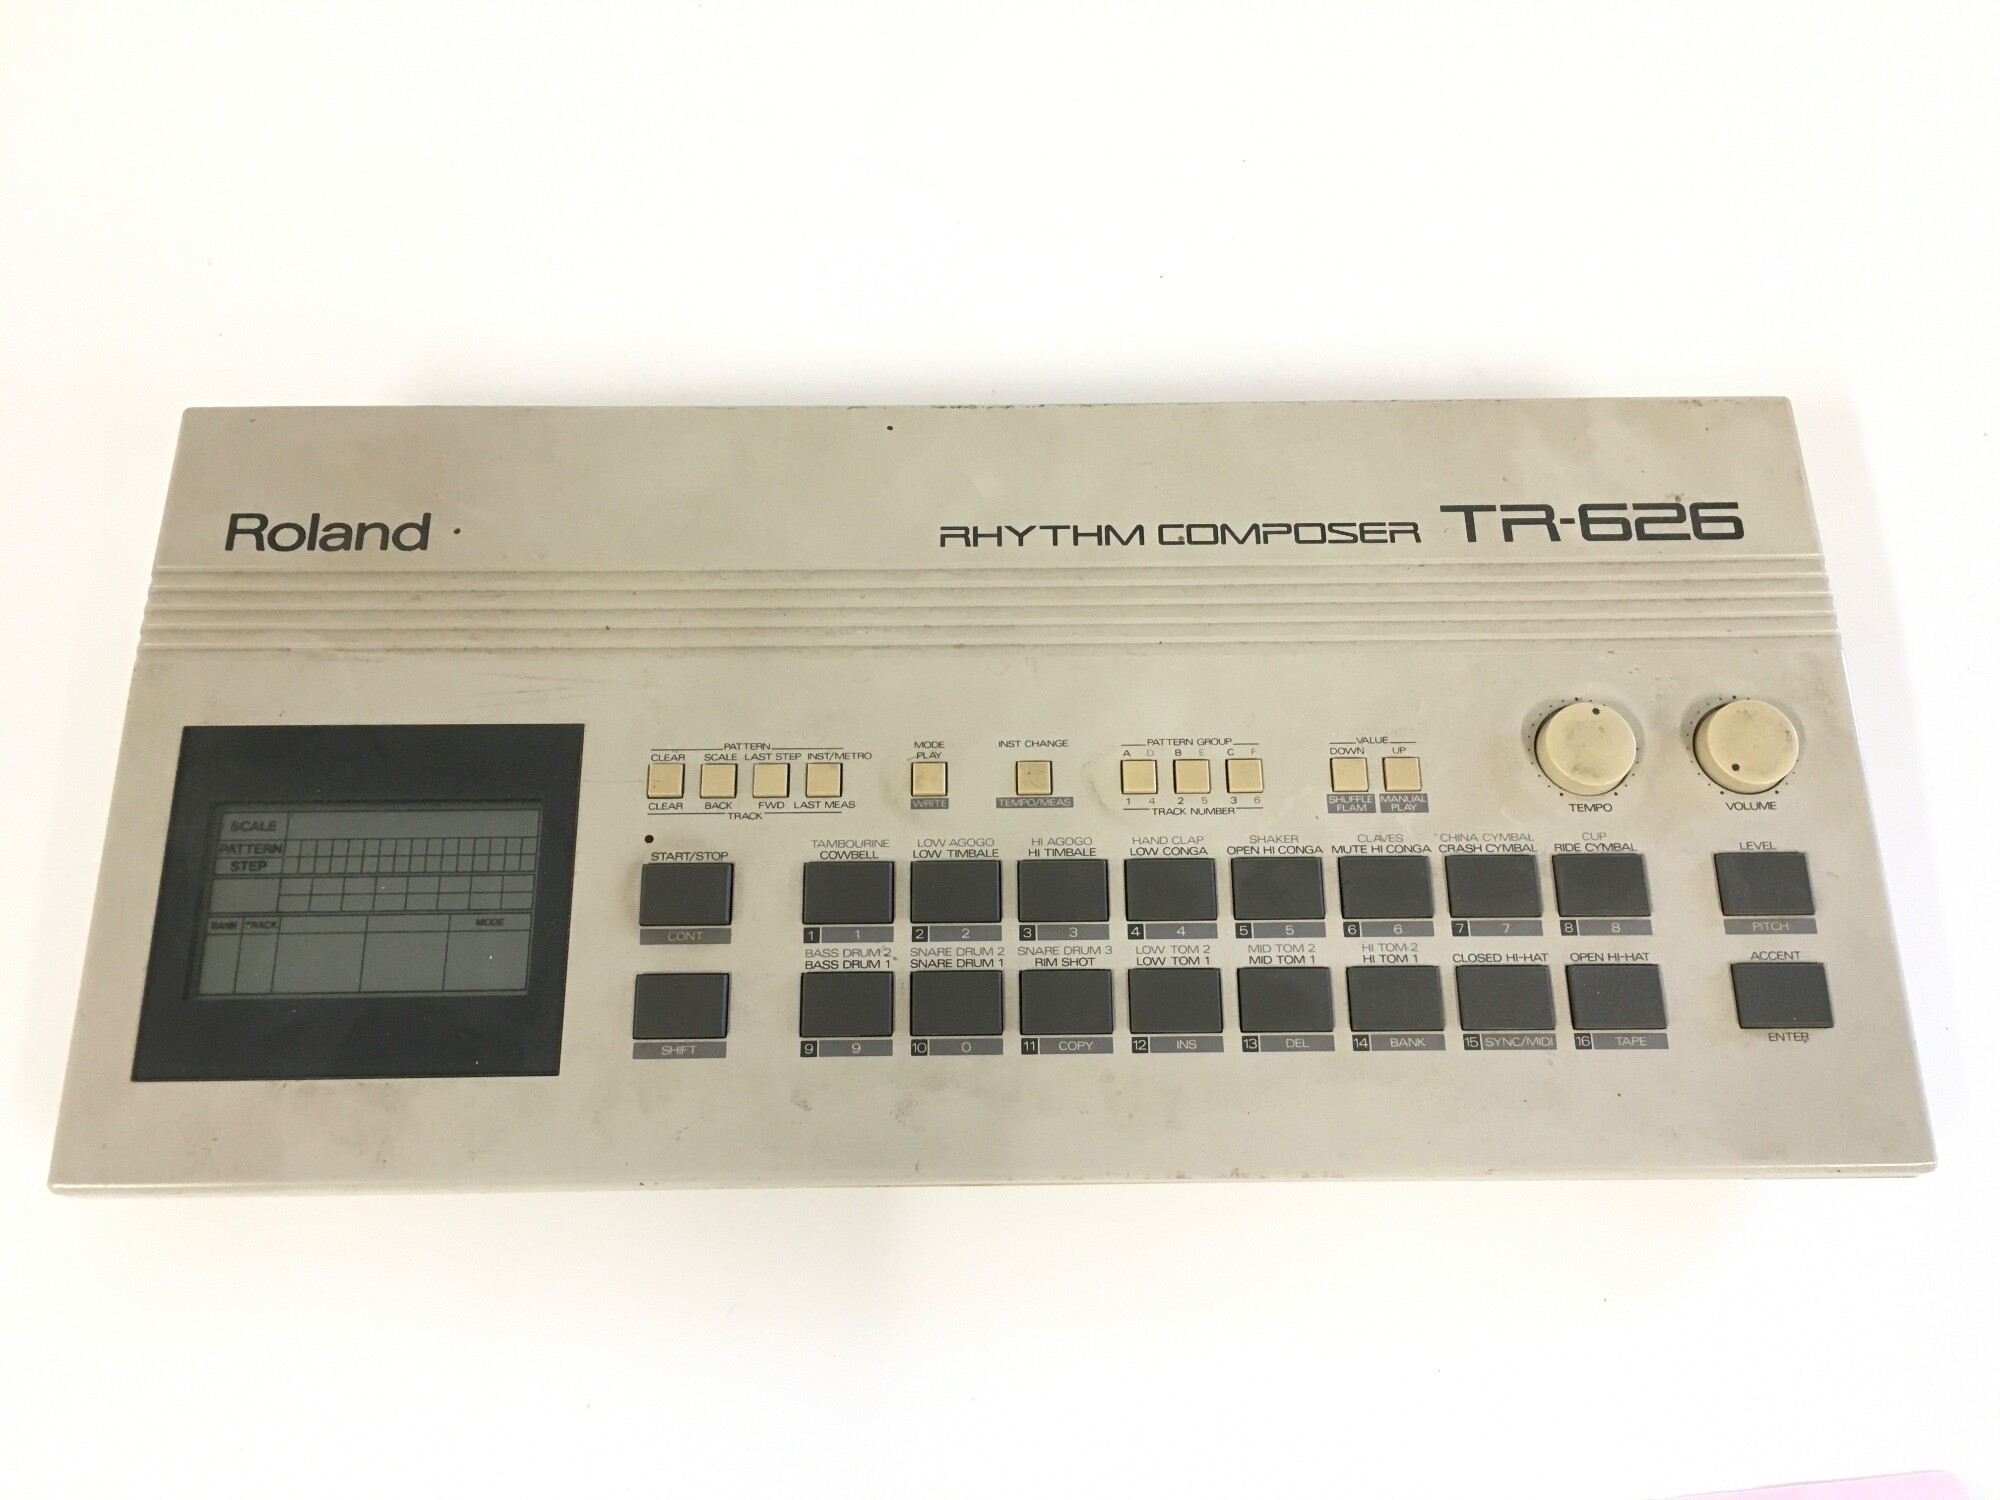 Roland
RHYTHM COMPOSER TR-626
PATTERN
CLEAR SCALE LAST STEP INST/METRO
CLEAR BACK FWD LAST MEAS
TRACK
MODE
PLAY
WRITE
INST CHANGE
TEMPO/MEAS
PATTERN GROUP
A D B E C F
1 4 2 5 3 6
TRACK NUMBER
VALUE
DOWN UP
SHUFFLE MANUAL
FLAM PLAY
TEMPO
VOLUME
SCALE
PATTERN
STEP
BANK TRACK MODE
START/STOP
CONT
TAMBOURINE LOW AGOGO HI AGOGO HAND CLAP SHAKER CLAVES CHINA CYMBAL CUP
COWBELL LOW TIMBALE HI TIMBALE LOW CONGA OPEN HI CONGA MUTE HI CONGA CRASH CYMBAL RIDE CYMBAL
1 1 2 2 3 3 4 4 5 5 6 6 7 7 8 8
LEVEL
PITCH
BASS DRUM 2 SNARE DRUM 2 SNARE DRUM 3 LOW TOM 2 MID TOM 2 HI TOM 2
BASS DRUM 1 SNARE DRUM 1 RIM SHOT LOW TOM 1 MID TOM 1 HI TOM 1 CLOSED HI-HAT OPEN HI-HAT
SHIFT
9 9 10 0 11 COPY 12 INS 13 DEL 14 BANK 15 SYNC/MIDI 16 TAPE
ACCENT
ENTER